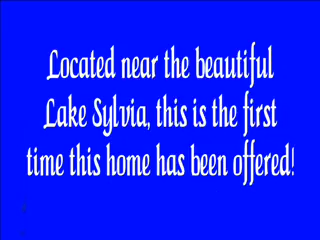 Located near the beautiful
Lake Sylvia, this is the first
time this home has been offered!